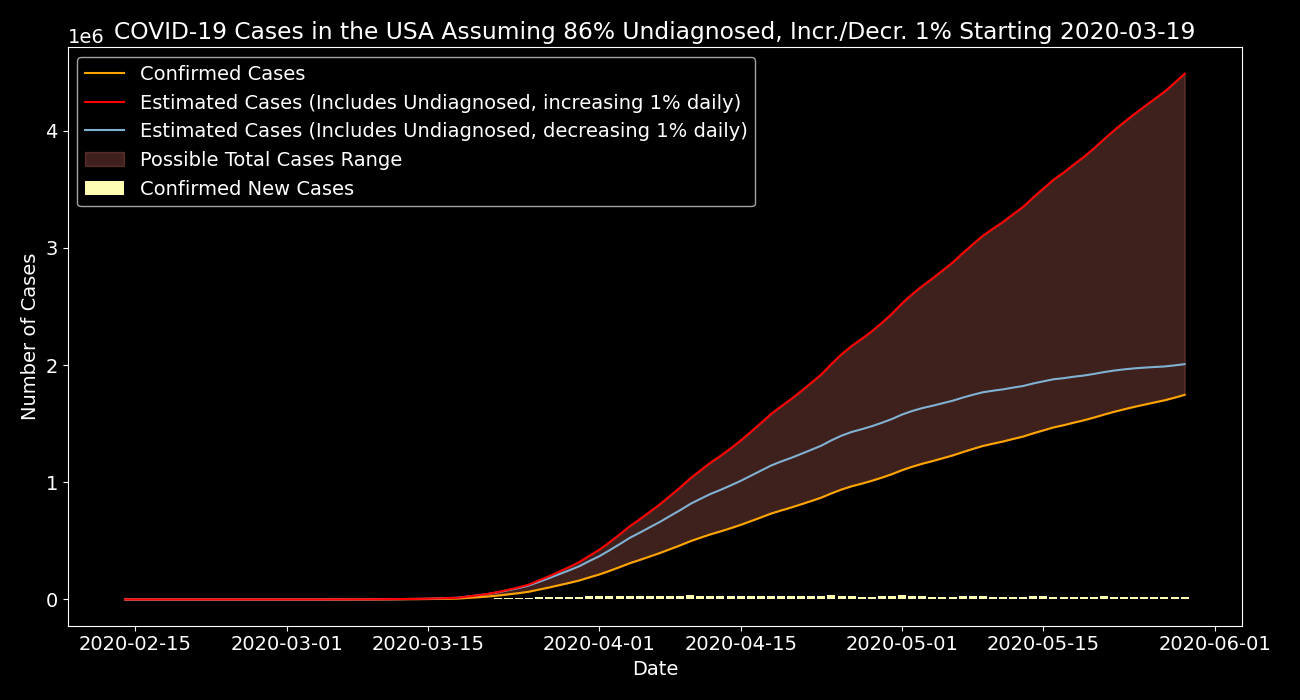 COVID-19 Cases in the USA Assuming 86% Undiagnosed, Incr./Decr. 1% Starting 2020-03-19
1e6
Confirmed Cases
Estimated Cases (Includes Undiagnosed, increasing 1% daily)
Estimated Cases (Includes Undiagnosed, decreasing 1% daily)
Possible Total Cases Range
Confirmed New Cases
Number of Cases
4
3
2
1
0
2020-02-15 2020-03-01 2020-03-15 2020-04-01 2020-04-15 2020-05-01 2020-05-15 2020-06-01
Date